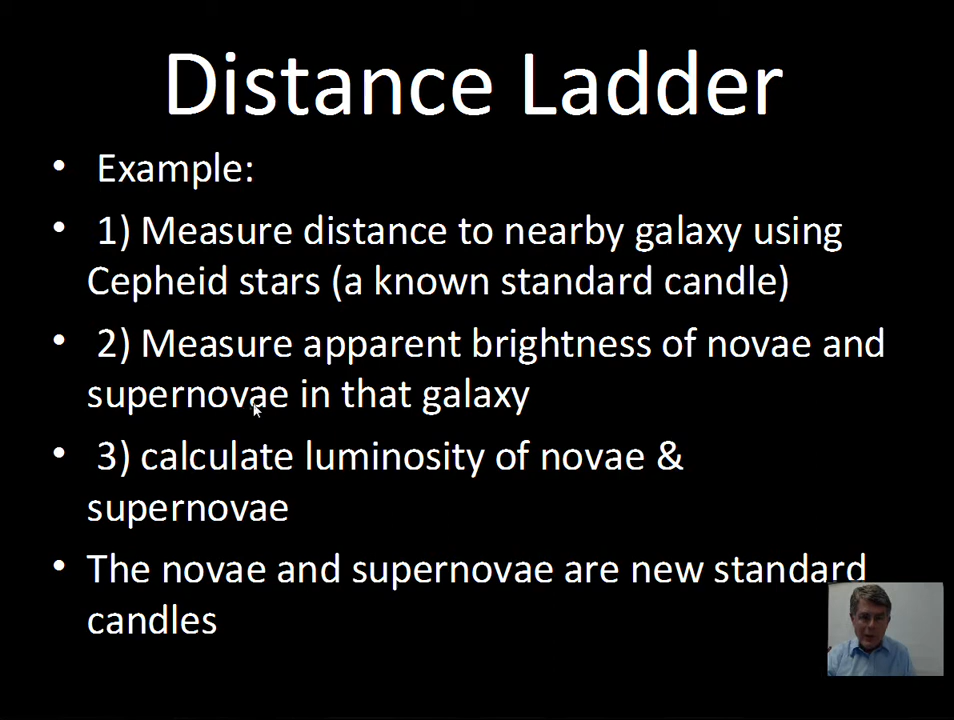 Distance Ladder
• Example:
• 1) Measure distance to nearby galaxy using
Cepheid stars (a known standard candle)
• 2) Measure apparent brightness of novae and
supernovae in that galaxy
• 3) calculate luminosity of novae &
supernovae
• The novae and supernovae are new standard
candles